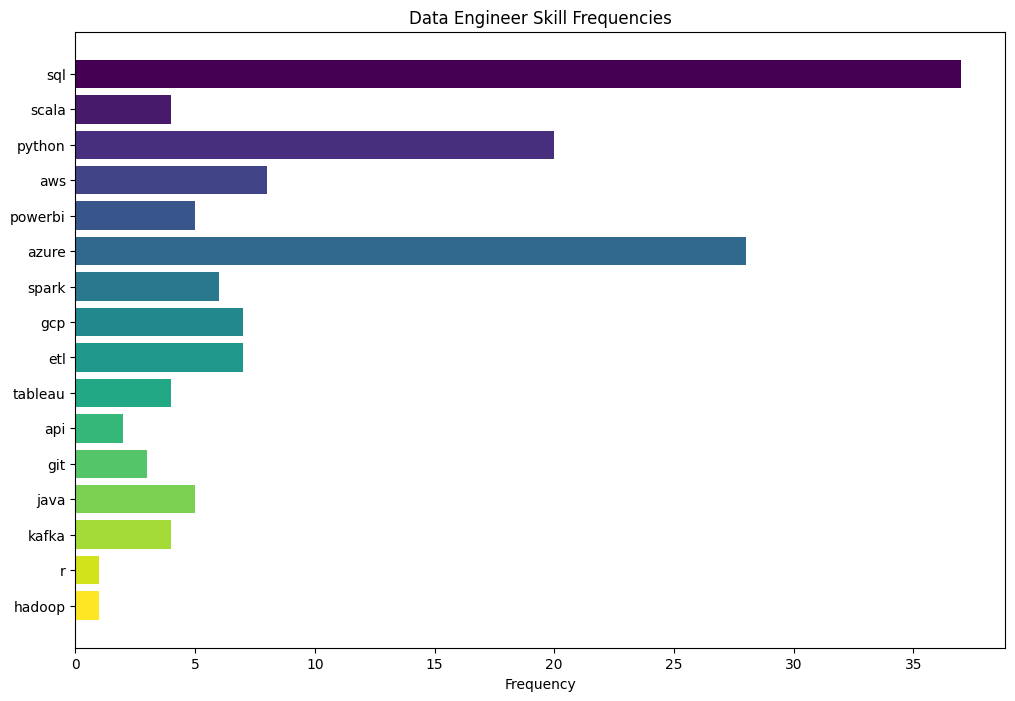 Data Engineer Skill Frequencies
sql
scala
python
aws
powerbi
azure
spark
gcp
etl
tableau
api
git
java
kafka
r
hadoop
0 5 10 15 20 25 30 35
Frequency